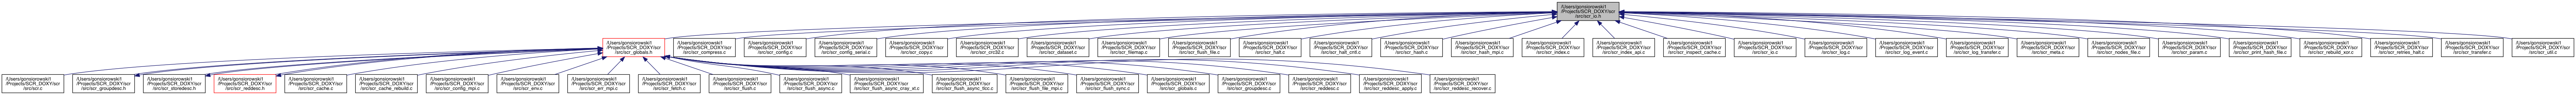 /Users/gonsiorowski1
/Projects/SCR_DOXY/scr
/src/scr_io.h
/Users/gonsiorowski1
/Projects/SCR_DOXY/scr
/src/scr_globals.h
/Users/gonsiorowski1
/Projects/SCR_DOXY/scr
/src/scr_compress.c
/Users/gonsiorowski1
/Projects/SCR_DOXY/scr
/src/scr_config.c
/Users/gonsiorowski1
/Projects/SCR_DOXY/scr
/src/scr_config_serial.c
/Users/gonsiorowski1
/Projects/SCR_DOXY/scr
/src/scr_copy.c
/Users/gonsiorowski1
/Projects/SCR_DOXY/scr
/src/scr_crc32.c
/Users/gonsiorowski1
/Projects/SCR_DOXY/scr
/src/scr_dataset.c
/Users/gonsiorowski1
/Projects/SCR_DOXY/scr
/src/scr_filemap.c
/Users/gonsiorowski1
/Projects/SCR_DOXY/scr
/src/scr_flush_file.c
/Users/gonsiorowski1
/Projects/SCR_DOXY/scr
/src/scr_halt.c
/Users/gonsiorowski1
/Projects/SCR_DOXY/scr
/src/scr_halt_cntl.c
/Users/gonsiorowski1
/Projects/SCR_DOXY/scr
/src/scr_hash.c
/Users/gonsiorowski1
/Projects/SCR_DOXY/scr
/src/scr_hash_mpi.c
/Users/gonsiorowski1
/Projects/SCR_DOXY/scr
/src/scr_index.c
/Users/gonsiorowski1
/Projects/SCR_DOXY/scr
/src/scr_index_api.c
/Users/gonsiorowski1
/Projects/SCR_DOXY/scr
/src/scr_inspect_cache.c
/Users/gonsiorowski1
/Projects/SCR_DOXY/scr
/src/scr_io.c
/Users/gonsiorowski1
/Projects/SCR_DOXY/scr
/src/scr_log.c
/Users/gonsiorowski1
/Projects/SCR_DOXY/scr
/src/scr_log_event.c
/Users/gonsiorowski1
/Projects/SCR_DOXY/scr
/src/scr_log_transfer.c
/Users/gonsiorowski1
/Projects/SCR_DOXY/scr
/src/scr_meta.c
/Users/gonsiorowski1
/Projects/SCR_DOXY/scr
/src/scr_nodes_file.c
/Users/gonsiorowski1
/Projects/SCR_DOXY/scr
/src/scr_param.c
/Users/gonsiorowski1
/Projects/SCR_DOXY/scr
/src/scr_print_hash_file.c
/Users/gonsiorowski1
/Projects/SCR_DOXY/scr
/src/scr_rebuild_xor.c
/Users/gonsiorowski1
/Projects/SCR_DOXY/scr
/src/scr_retries_halt.c
/Users/gonsiorowski1
/Projects/SCR_DOXY/scr
/src/scr_transfer.c
/Users/gonsiorowski1
/Projects/SCR_DOXY/scr
/src/scr_util.c
/Users/gonsiorowski1
/Projects/SCR_DOXY/scr
/src/scr.c
/Users/gonsiorowski1
/Projects/SCR_DOXY/scr
/src/scr_groupdesc.h
/Users/gonsiorowski1
/Projects/SCR_DOXY/scr
/src/scr_storedesc.h
/Users/gonsiorowski1
/Projects/SCR_DOXY/scr
/src/scr_reddesc.h
/Users/gonsiorowski1
/Projects/SCR_DOXY/scr
/src/scr_cache.c
/Users/gonsiorowski1
/Projects/SCR_DOXY/scr
/src/scr_cache_rebuild.c
/Users/gonsiorowski1
/Projects/SCR_DOXY/scr
/src/scr_config_mpi.c
/Users/gonsiorowski1
/Projects/SCR_DOXY/scr
/src/scr_env.c
/Users/gonsiorowski1
/Projects/SCR_DOXY/scr
/src/scr_err_mpi.c
/Users/gonsiorowski1
/Projects/SCR_DOXY/scr
/src/scr_fetch.c
/Users/gonsiorowski1
/Projects/SCR_DOXY/scr
/src/scr_flush.c
/Users/gonsiorowski1
/Projects/SCR_DOXY/scr
/src/scr_flush_async.c
/Users/gonsiorowski1
/Projects/SCR_DOXY/scr
/src/scr_flush_async_cray_xt.c
/Users/gonsiorowski1
/Projects/SCR_DOXY/scr
/src/scr_flush_async_tlcc.c
/Users/gonsiorowski1
/Projects/SCR_DOXY/scr
/src/scr_flush_file_mpi.c
/Users/gonsiorowski1
/Projects/SCR_DOXY/scr
/src/scr_flush_sync.c
/Users/gonsiorowski1
/Projects/SCR_DOXY/scr
/src/scr_globals.c
/Users/gonsiorowski1
/Projects/SCR_DOXY/scr
/src/scr_groupdesc.c
/Users/gonsiorowski1
/Projects/SCR_DOXY/scr
/src/scr_reddesc.c
/Users/gonsiorowski1
/Projects/SCR_DOXY/scr
/src/scr_reddesc_apply.c
/Users/gonsiorowski1
/Projects/SCR_DOXY/scr
/src/scr_reddesc_recover.c